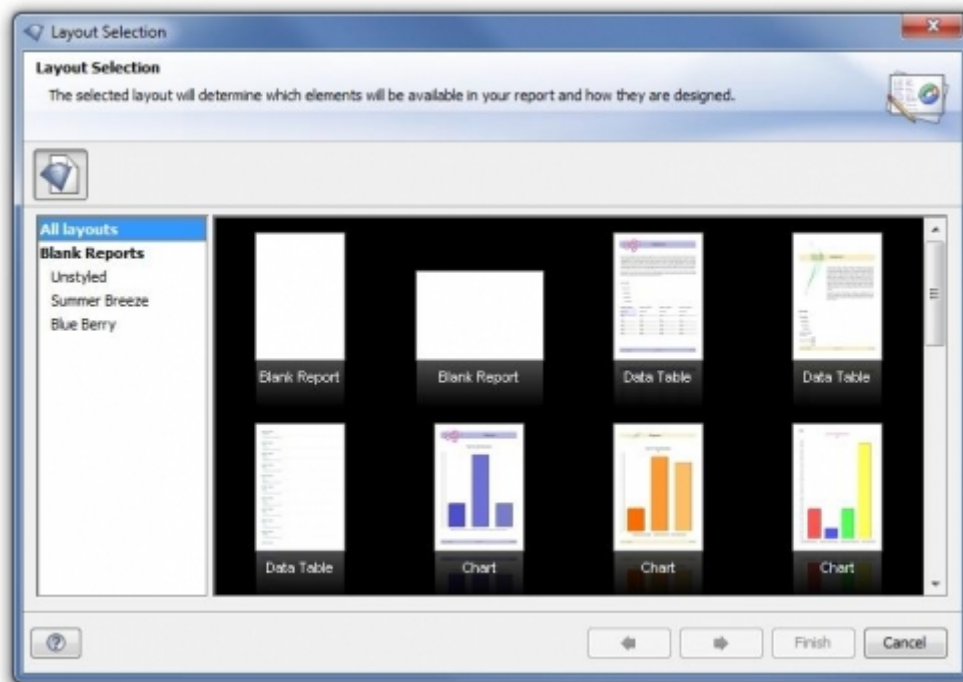 Layout Selection
Layout Selection
The selected layout will determine which elements will be available in your report and how they are designed.
All layouts
Blank Reports
Unstyled
Summer Breeze
Blue Berry
Blank Report
Blank Report
Data Table
Data Table
Data Table
Chart
Chart
Chart
Finish
Cancel